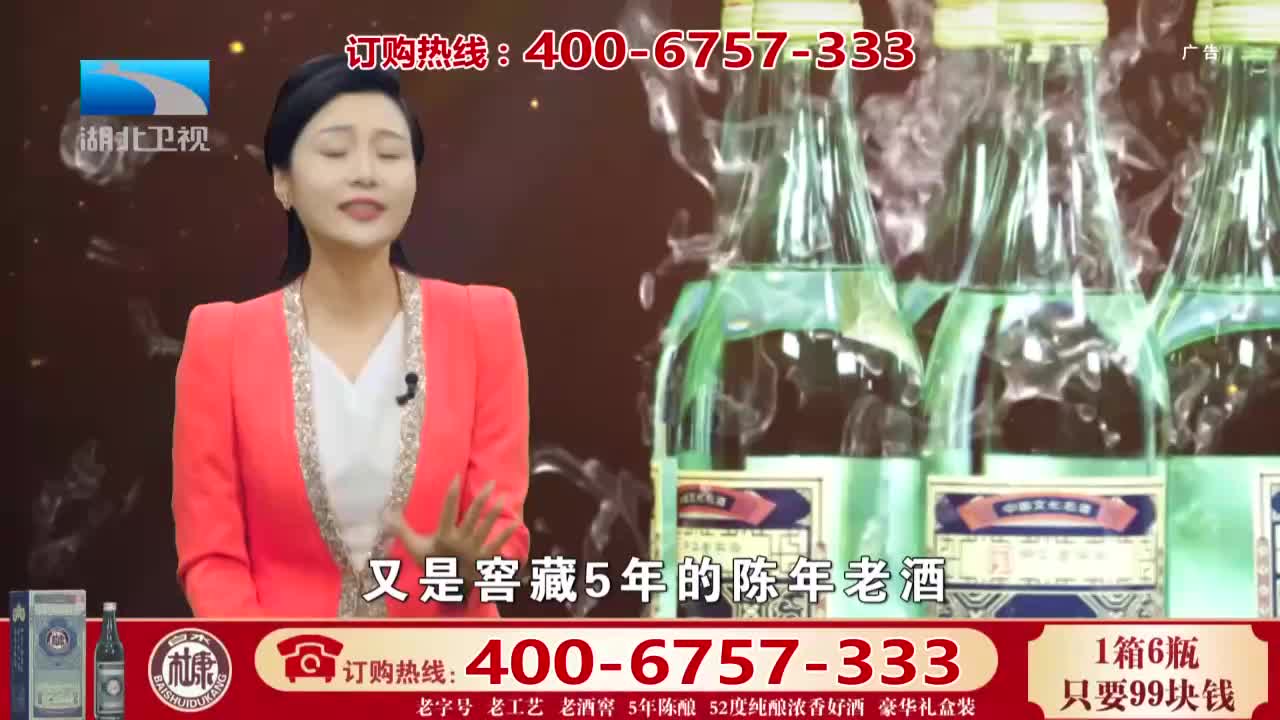 订购热线：400-6757-333
广告
湖北卫视
中国文化名酒
又是窖藏5年的陈年老酒
白水
杜康
BAISHUIDUKANG
订购热线：400-6757-333
老字号 老工艺 老酒窖 5年陈酿 52度纯酿浓香好酒 豪华礼盒装
1箱6瓶
只要99块钱